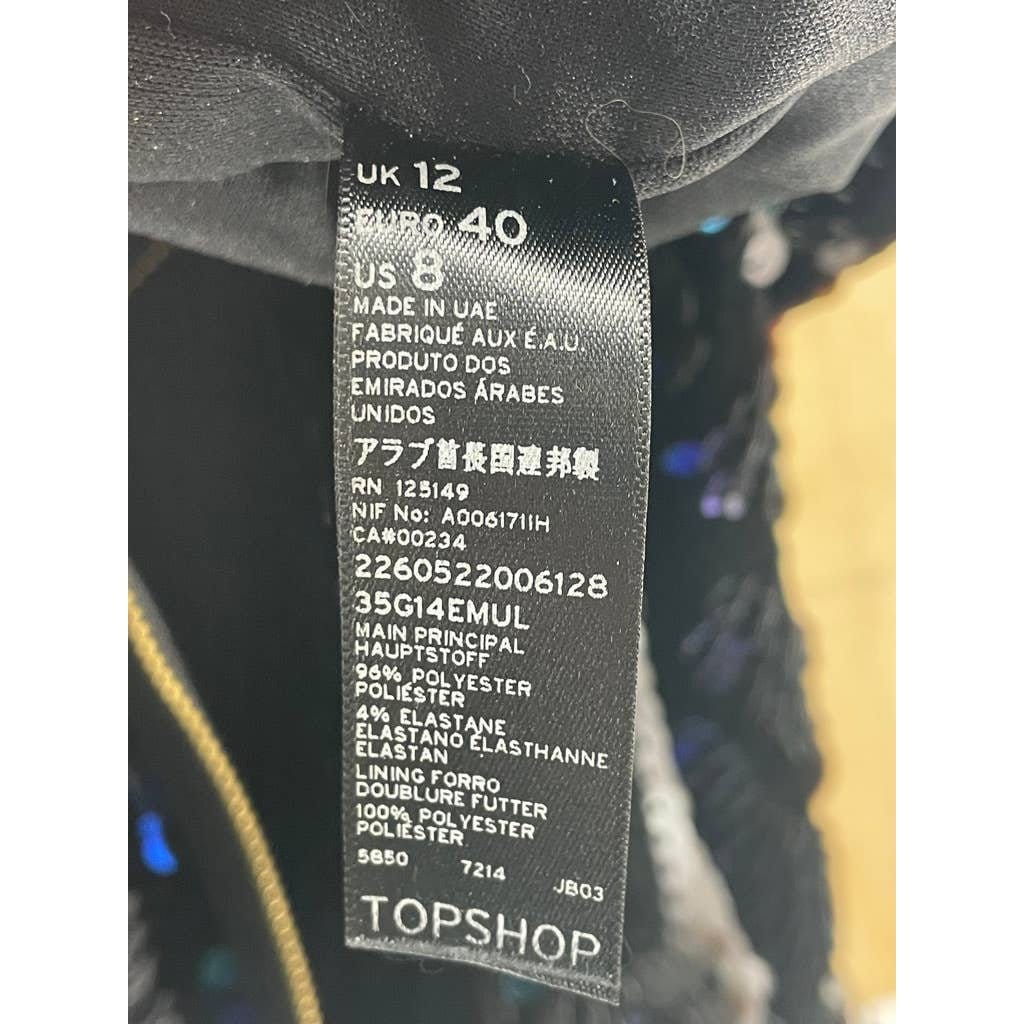 UK 12
EURO 40
US 8
MADE IN UAE
FABRIQUÉ AUX É.A.U.
PRODUTO DOS
EMIRADOS ÁRABES
UNIDOS
アラブ首長国連邦製
RN 125149
NIF No: A0061711H
CA#00234
2260522006128
35G14EMUL
MAIN PRINCIPAL
HAUPTSTOFF
96% POLYESTER
POLIÉSTER
4% ELASTANE
ELASTANO ÉLASTHANNE
ELASTAN
LINING FORRO
DOUBLURE FUTTER
100% POLYESTER
POLIÉSTER
5850 7214 JB03
TOPSHOP